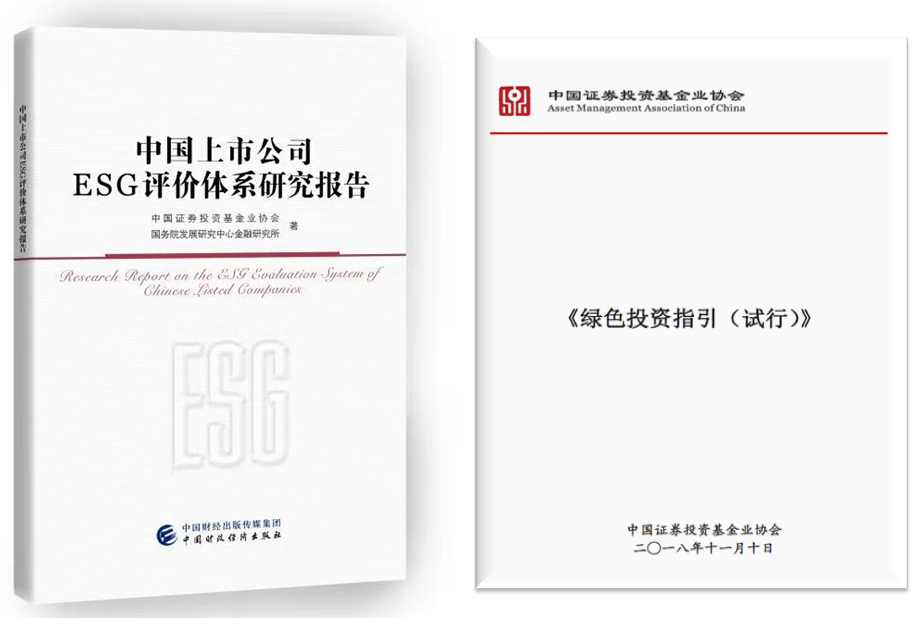 中国上市公司ESG评价体系研究报告
中国上市公司
ESG评价体系研究报告
中国证券投资基金业协会
国务院发展研究中心金融研究所
著
Research Report on the ESG Evaluation System of
Chinese Listed Companies
ESG
中国财经出版传媒集团
中国财政经济出版社
中国证券投资基金业协会
Asset Management Association of China
《绿色投资指引（试行）》
中国证券投资基金业协会
二〇一八年十一月十日